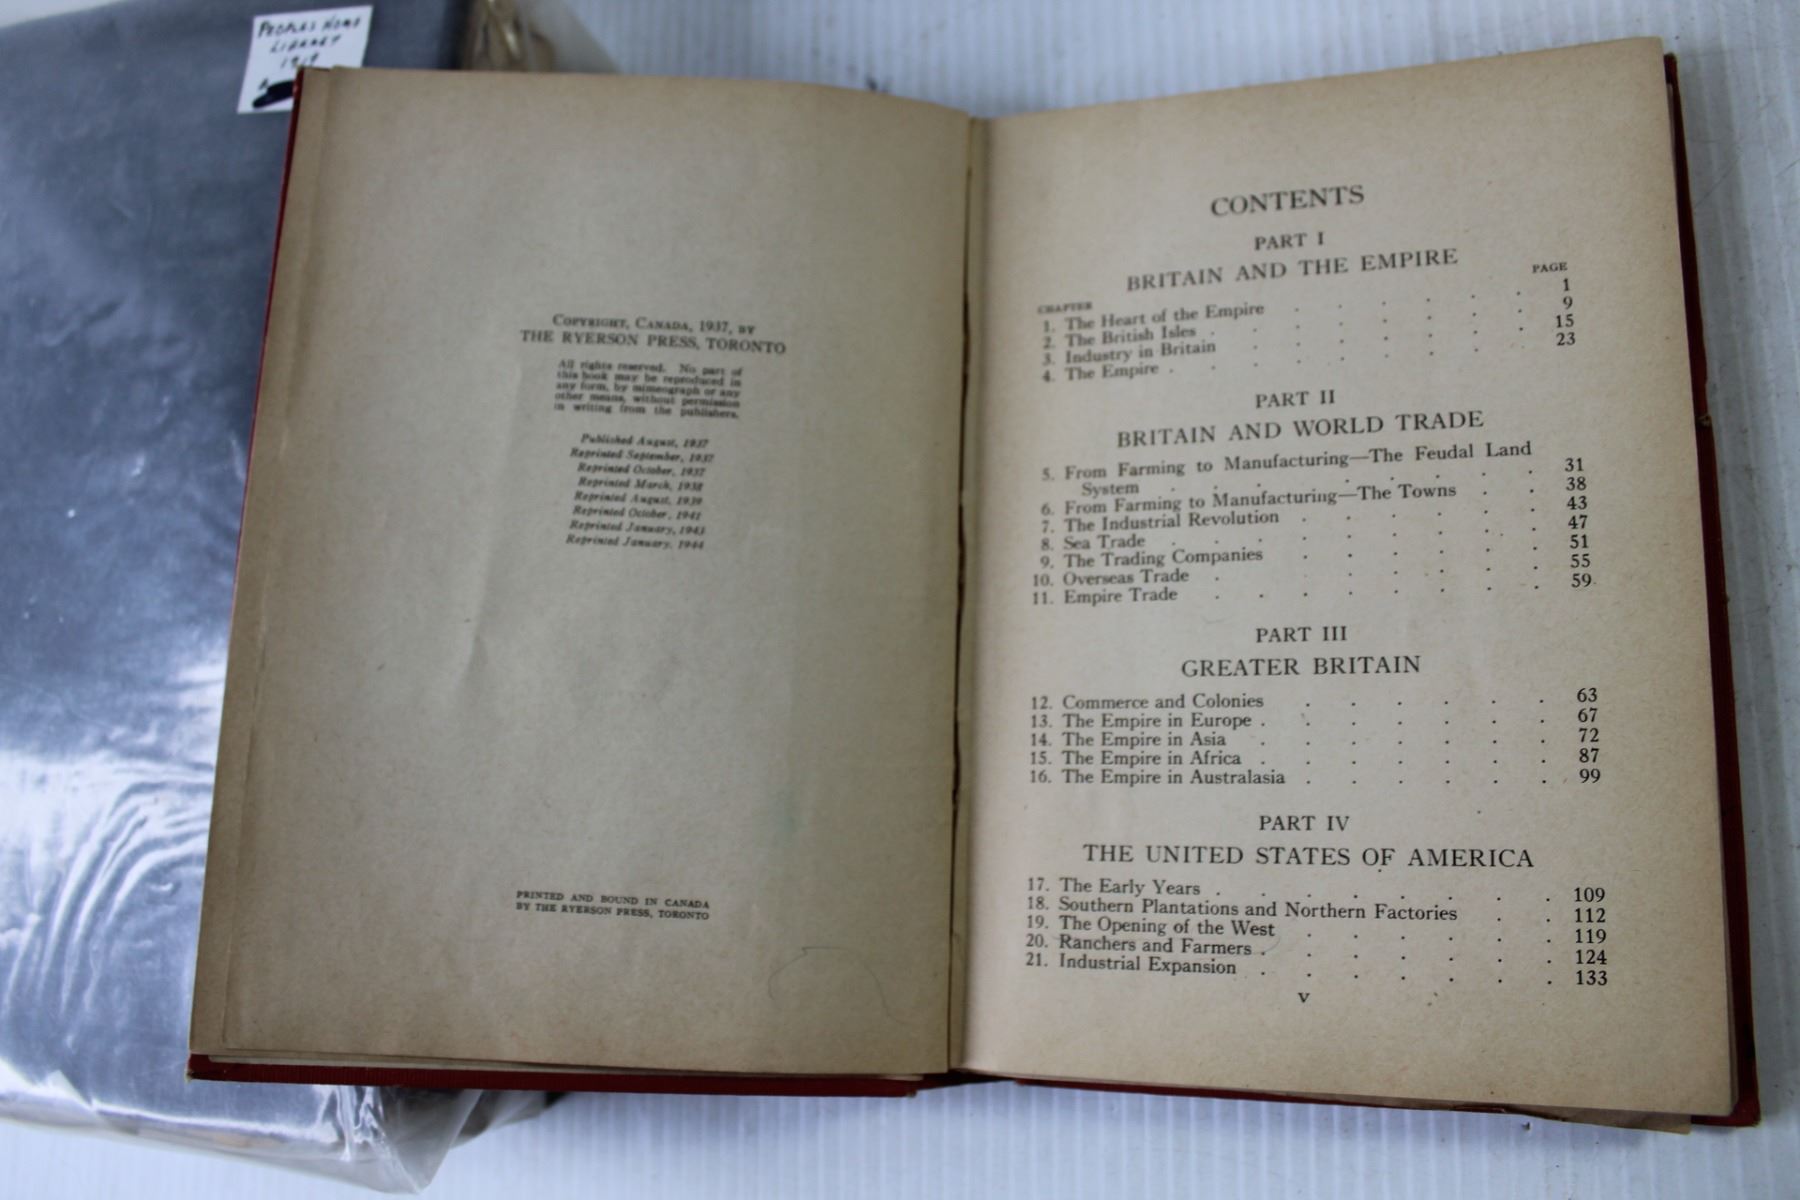 PEOPLES HOME
LIBRARY
1919
COPYRIGHT, CANADA, 1937, BY
THE RYERSON PRESS, TORONTO
All rights reserved. No part of
this book may be reproduced in
any form, by mimeograph or any
other means, without permission
in writing from the publishers.
Published August, 1937
Reprinted September, 1937
Reprinted October, 1937
Reprinted March, 1938
Reprinted August, 1939
Reprinted October, 1941
Reprinted January, 1943
Reprinted January, 1944
PRINTED AND BOUND IN CANADA
BY THE RYERSON PRESS, TORONTO
CONTENTS
PART I
BRITAIN AND THE EMPIRE
CHAPTER PAGE
1. The Heart of the Empire . . . . . . 1
2. The British Isles . . . . . . . 9
3. Industry in Britain . . . . . . . 15
4. The Empire . . . . . . . . 23
PART II
BRITAIN AND WORLD TRADE
5. From Farming to Manufacturing—The Feudal Land
System . . . . . . . . . 31
6. From Farming to Manufacturing—The Towns . . 38
7. The Industrial Revolution . . . . . . 43
8. Sea Trade . . . . . . . . . 47
9. The Trading Companies . . . . . . 51
10. Overseas Trade . . . . . . . 55
11. Empire Trade . . . . . . . . 59
PART III
GREATER BRITAIN
12. Commerce and Colonies . . . . . . 63
13. The Empire in Europe . . . . . . . 67
14. The Empire in Asia . . . . . . . 72
15. The Empire in Africa . . . . . . . 87
16. The Empire in Australasia . . . . . . 99
PART IV
THE UNITED STATES OF AMERICA
17. The Early Years . . . . . . . . 109
18. Southern Plantations and Northern Factories . . 112
19. The Opening of the West . . . . . . 119
20. Ranchers and Farmers . . . . . . . 124
21. Industrial Expansion . . . . . . . 133
v